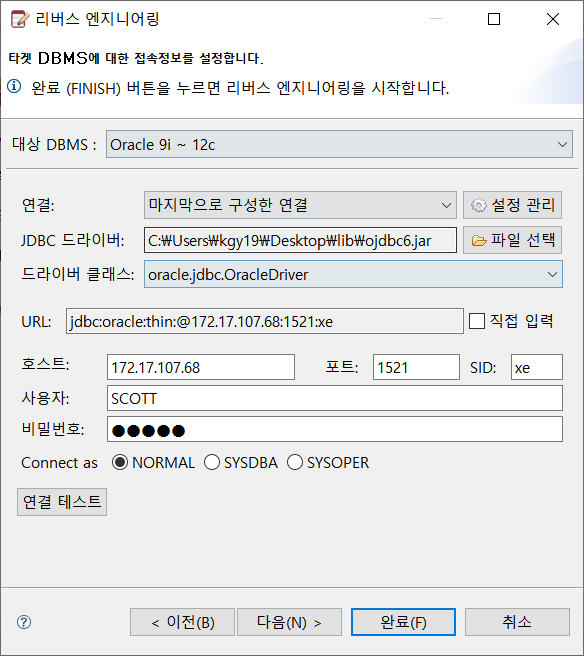 리버스 엔지니어링
타겟 DBMS에 대한 접속정보를 설정합니다.
완료 (FINISH) 버튼을 누르면 리버스 엔지니어링을 시작합니다.
대상 DBMS : Oracle 9i ~ 12c
연결: 마지막으로 구성한 연결 설정 관리
JDBC 드라이버: C:₩Users₩kgy19₩Desktop₩lib₩ojdbc6.jar 파일 선택
드라이버 클래스: oracle.jdbc.OracleDriver
URL: jdbc:oracle:thin:@172.17.107.68:1521:xe 직접 입력
호스트: 172.17.107.68 포트: 1521 SID: xe
사용자: SCOTT
비밀번호: ●●●●●
Connect as NORMAL SYSDBA SYSOPER
연결 테스트
< 이전(B) 다음(N) > 완료(F) 취소